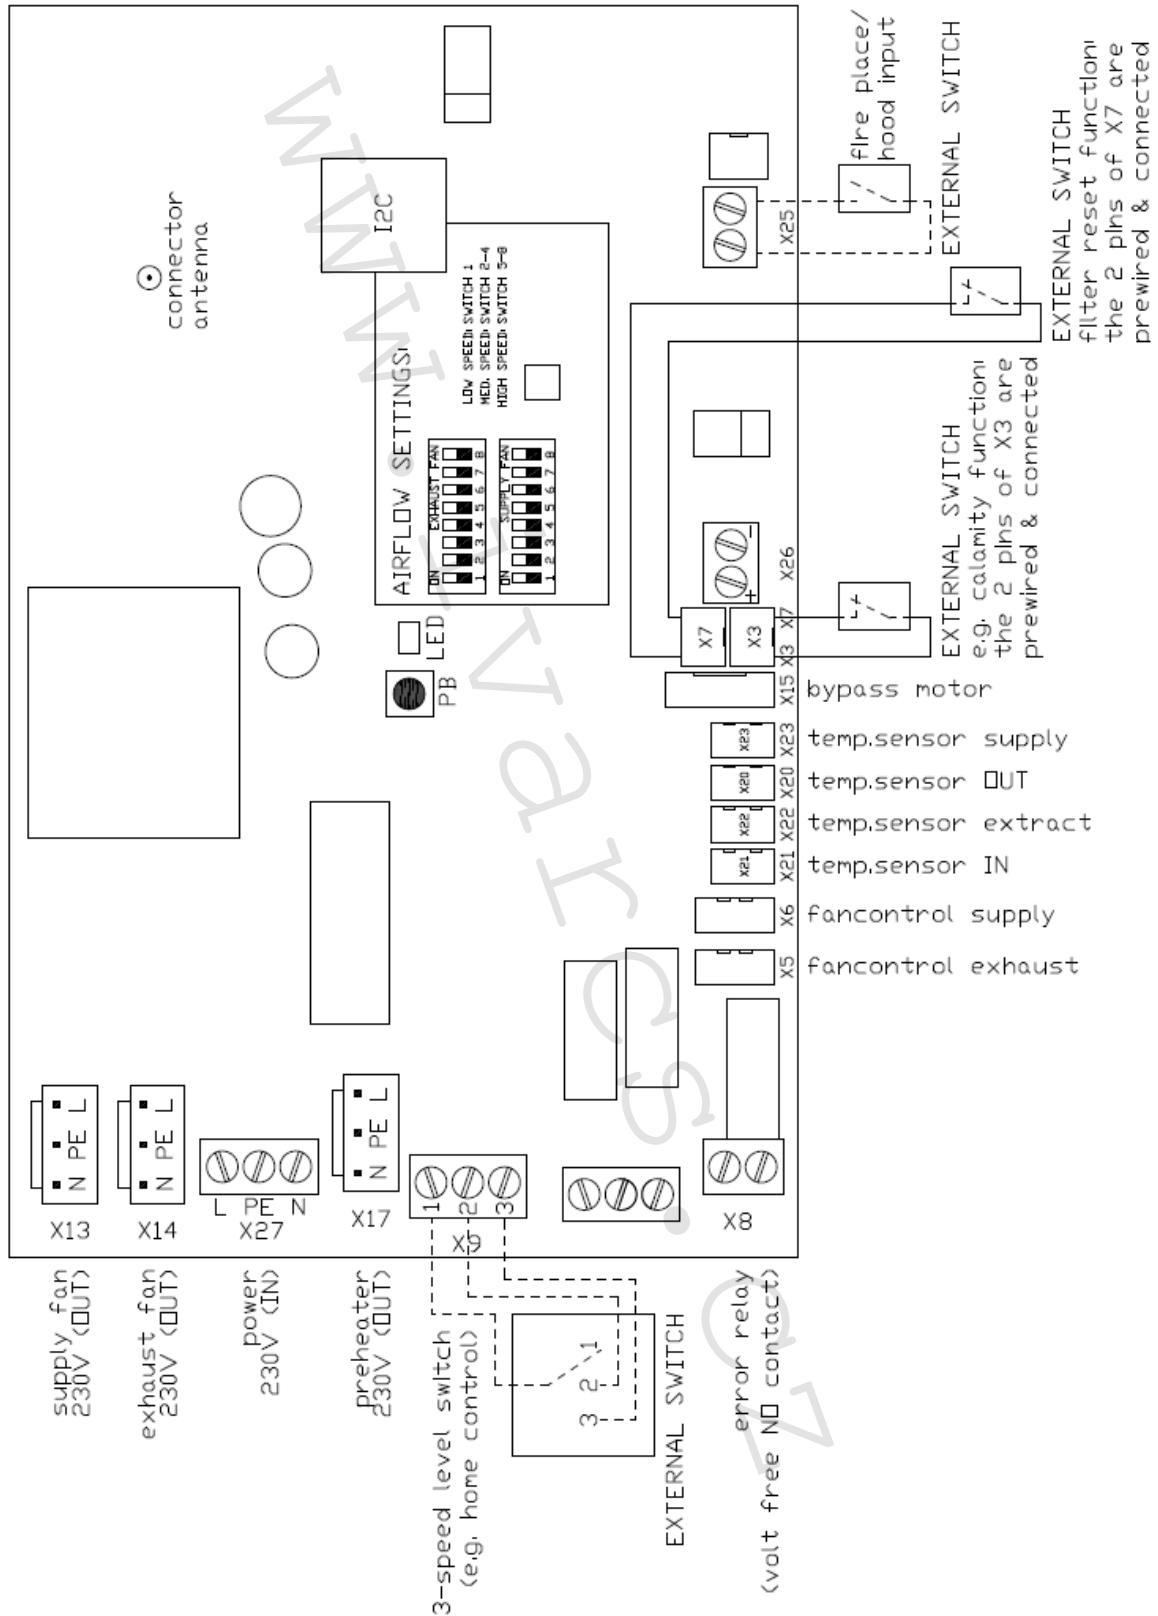 connector
antenna
I2C
fire place/
hood input
EXTERNAL SWITCH
X25
EXTERNAL SWITCH
filter reset function:
the 2 pins of X7 are
prewired & connected
AIRFLOW SETTINGS:
LOW SPEED: SWITCH 1
MED. SPEED: SWITCH 2-4
HIGH SPEED: SWITCH 5-8
ON EXHAUST FAN
1 2 3 4 5 6 7 8
ON SUPPLY FAN
1 2 3 4 5 6 7 8
LED
PB
+ -
X26
X7
X7
X3
X3
EXTERNAL SWITCH
e.g. calamity function:
the 2 pins of X3 are
prewired & connected
X15 bypass motor
X23
X23 temp.sensor supply
X20
X20 temp.sensor OUT
X22
X22 temp.sensor extract
X21
X21 temp.sensor IN
X6 fancontrol supply
X5 fancontrol exhaust
N PE L
X13
supply fan
230V (OUT)
N PE L
X14
exhaust fan
230V (OUT)
L PE N
X27
power
230V (IN)
N PE L
X17
preheater
230V (OUT)
1 2 3
X9
3-speed level switch
(e.g. home control)
3 2 1
EXTERNAL SWITCH
X8
error relay
(volt free NO contact)
www.ivarcs.cz